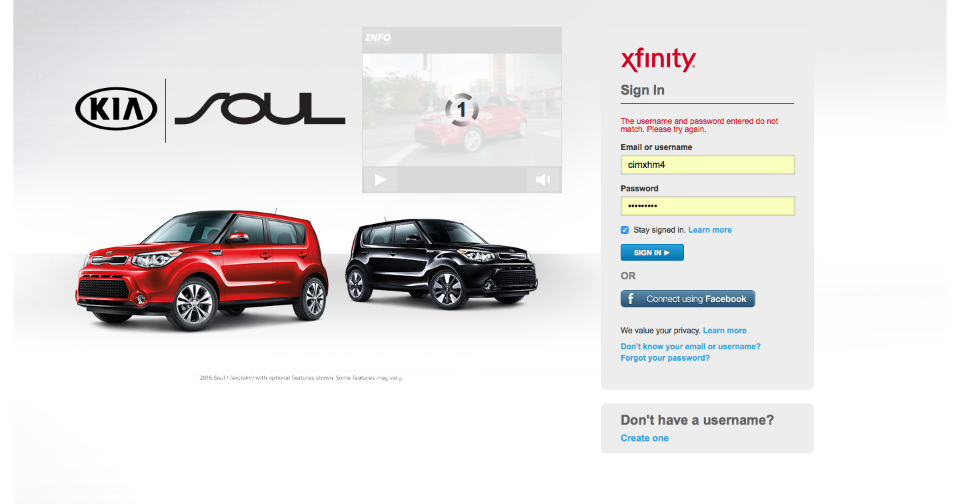 INFO
KIA
SOUL
1
xfinity
Sign In
The username and password entered do not
match. Please try again.
Email or username
cimxhm4
Password
•••••••••
Stay signed in. Learn more
SIGN IN ►
OR
f Connect using Facebook
We value your privacy. Learn more
Don't know your email or username?
Forgot your password?
2016 Soul ! (exclaim) with optional features shown. Some features may vary.
Don't have a username?
Create one